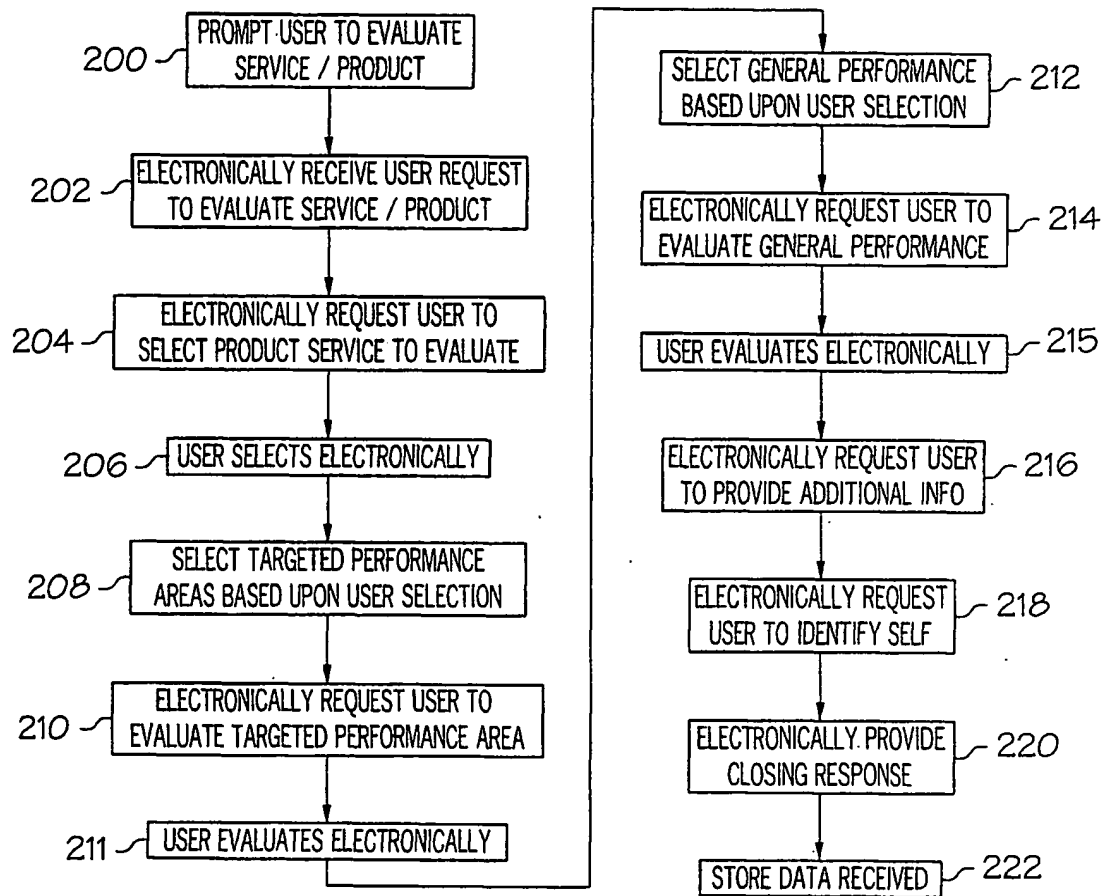 200
PROMPT USER TO EVALUATE
SERVICE / PRODUCT
202
ELECTRONICALLY RECEIVE USER REQUEST
TO EVALUATE SERVICE / PRODUCT
204
ELECTRONICALLY REQUEST USER TO
SELECT PRODUCT SERVICE TO EVALUATE
206
USER SELECTS ELECTRONICALLY
208
SELECT TARGETED PERFORMANCE
AREAS BASED UPON USER SELECTION
210
ELECTRONICALLY REQUEST USER TO
EVALUATE TARGETED PERFORMANCE AREA
211
USER EVALUATES ELECTRONICALLY
SELECT GENERAL PERFORMANCE
BASED UPON USER SELECTION
212
ELECTRONICALLY REQUEST USER TO
EVALUATE GENERAL PERFORMANCE
214
USER EVALUATES ELECTRONICALLY
215
ELECTRONICALLY REQUEST USER
TO PROVIDE ADDITIONAL INFO
216
ELECTRONICALLY REQUEST
USER TO IDENTIFY SELF
218
ELECTRONICALLY PROVIDE
CLOSING RESPONSE
220
STORE DATA RECEIVED
222